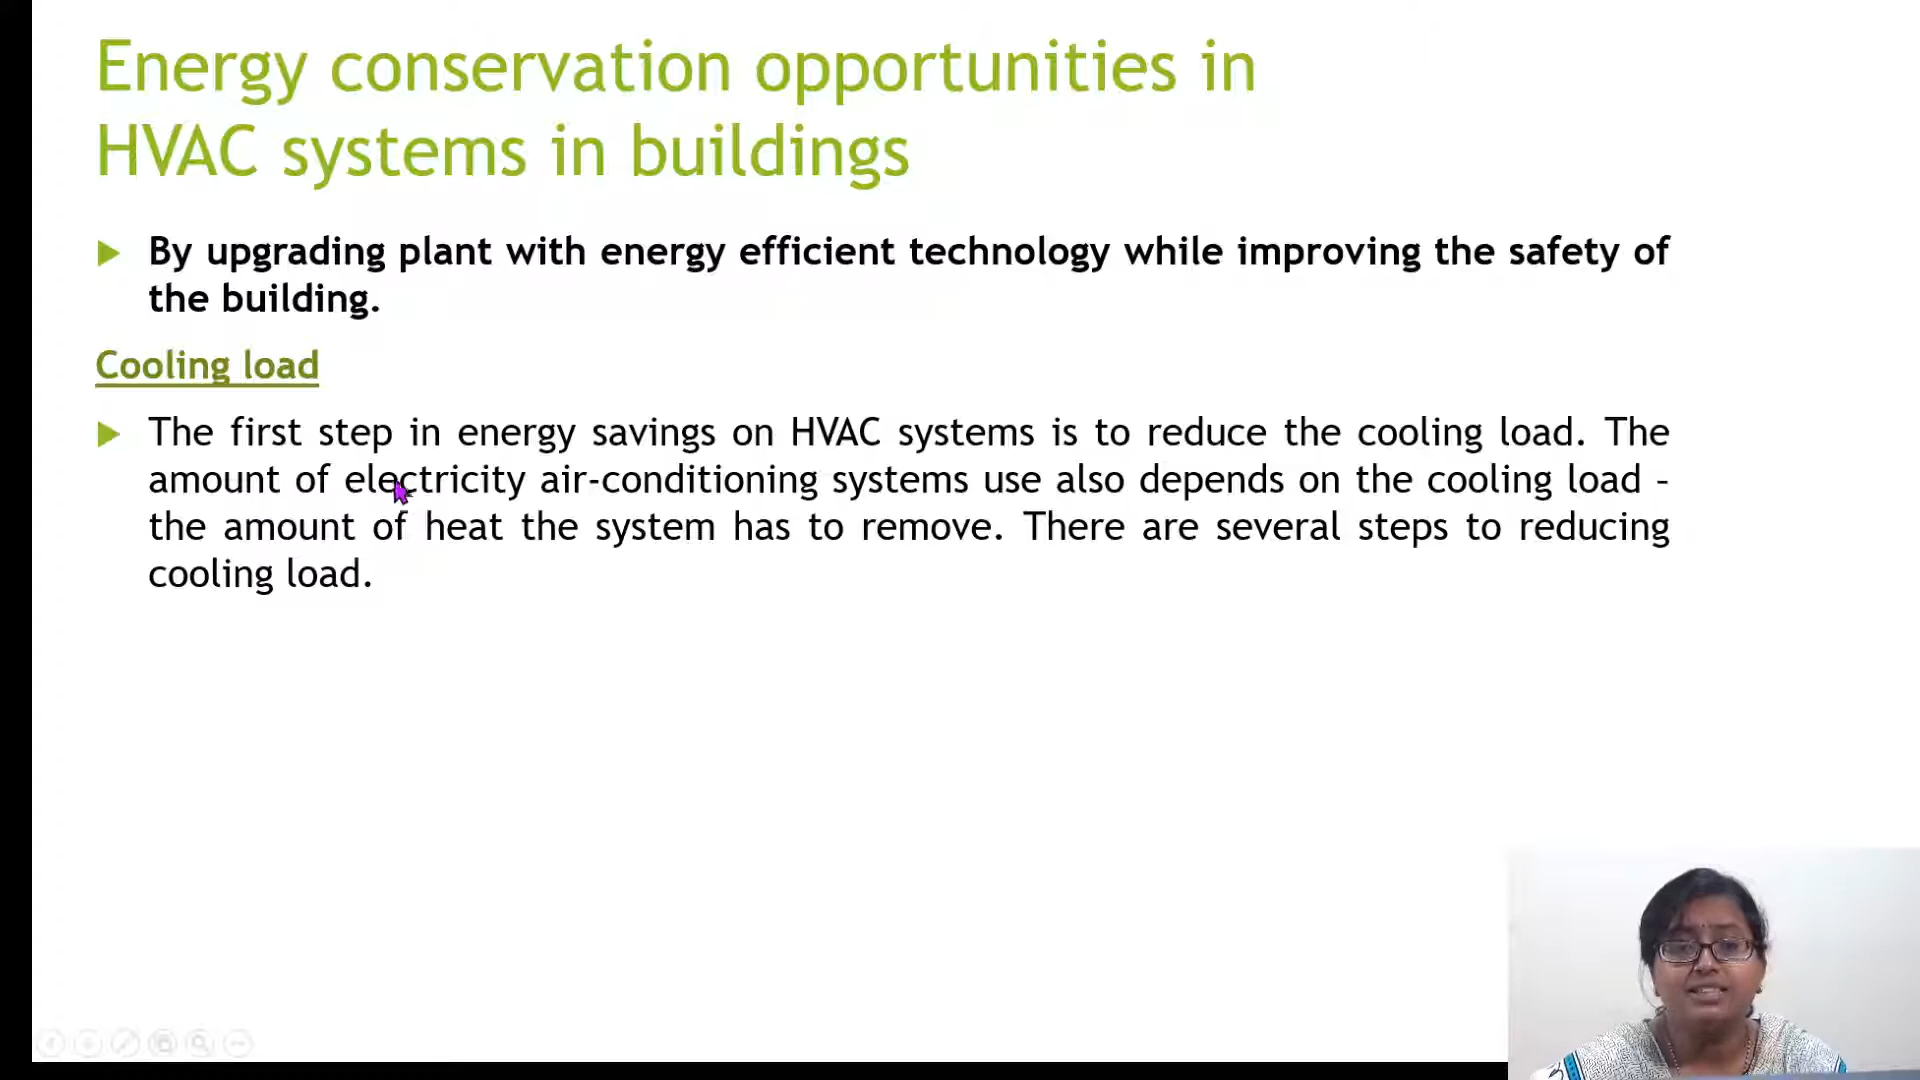 Energy conservation opportunities in
HVAC systems in buildings
By upgrading plant with energy efficient technology while improving the safety of
the building.
Cooling load
The first step in energy savings on HVAC systems is to reduce the cooling load. The
amount of electricity air-conditioning systems use also depends on the cooling load –
the amount of heat the system has to remove. There are several steps to reducing
cooling load.